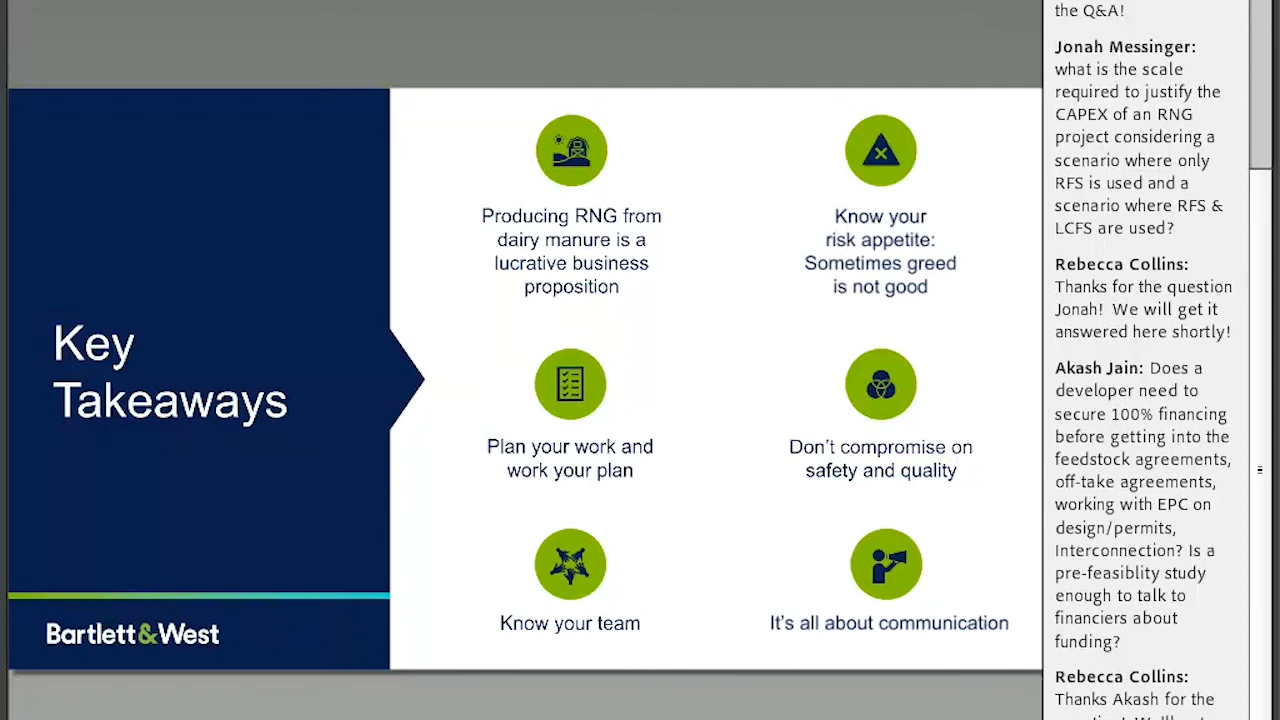 Key
Takeaways
Bartlett&West
Producing RNG from
dairy manure is a
lucrative business
proposition
Know your
risk appetite:
Sometimes greed
is not good
Plan your work and
work your plan
Don't compromise on
safety and quality
Know your team
It's all about communication
the Q&A!
Jonah Messinger:
what is the scale
required to justify the
CAPEX of an RNG
project considering a
scenario where only
RFS is used and a
scenario where RFS &
LCFS are used?
Rebecca Collins:
Thanks for the question
Jonah! We will get it
answered here shortly!
Akash Jain: Does a
developer need to
secure 100% financing
before getting into the
feedstock agreements,
off-take agreements,
working with EPC on
design/permits,
Interconnection? Is a
pre-feasiblity study
enough to talk to
financiers about
funding?
Rebecca Collins:
Thanks Akash for the